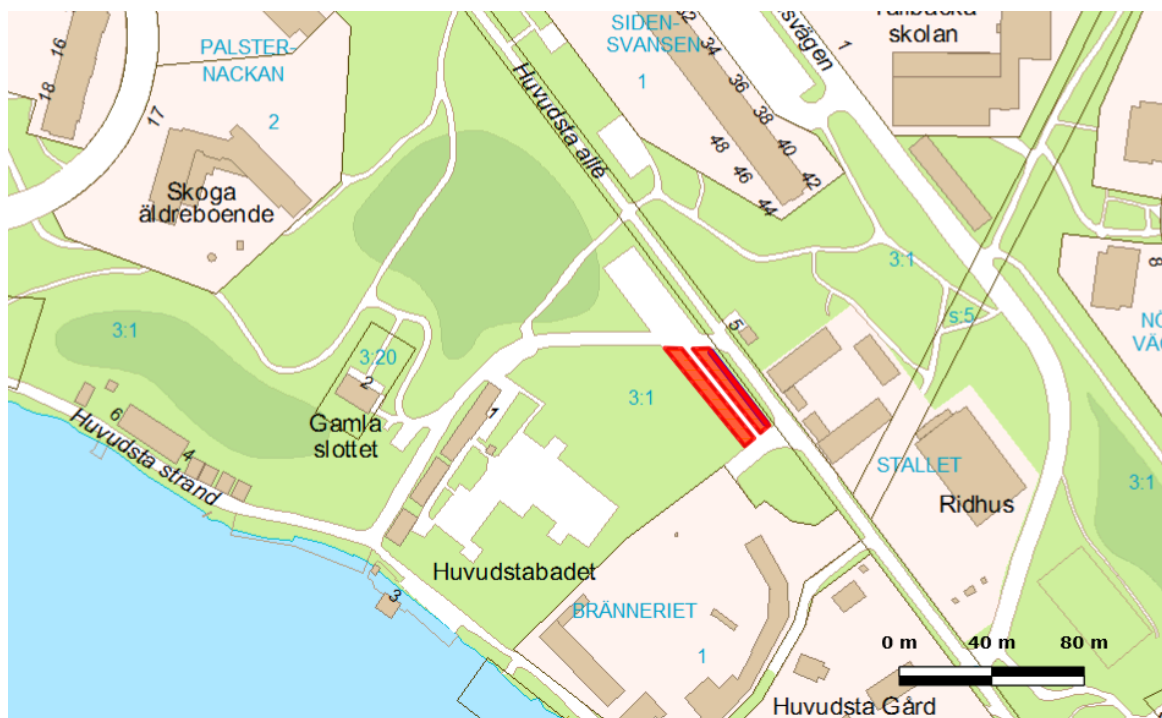 16
18
17
PALSTER-
NACKAN
2
Skoga
äldreboende
Huvudsta allé
SIDEN-
SVANSEN
1
32
34
36
38
40
42
48
46
44
svägen
1
skolan
3:1
s:5
8
3:1
3:20
2
Gamla
slottet
1
6
4
Huvudsta strand
3
3:1
5
STALLET
Ridhus
3:1
Huvudstabadet
BRÄNNERIET
1
0 m 40 m 80 m
Huvudsta Gård